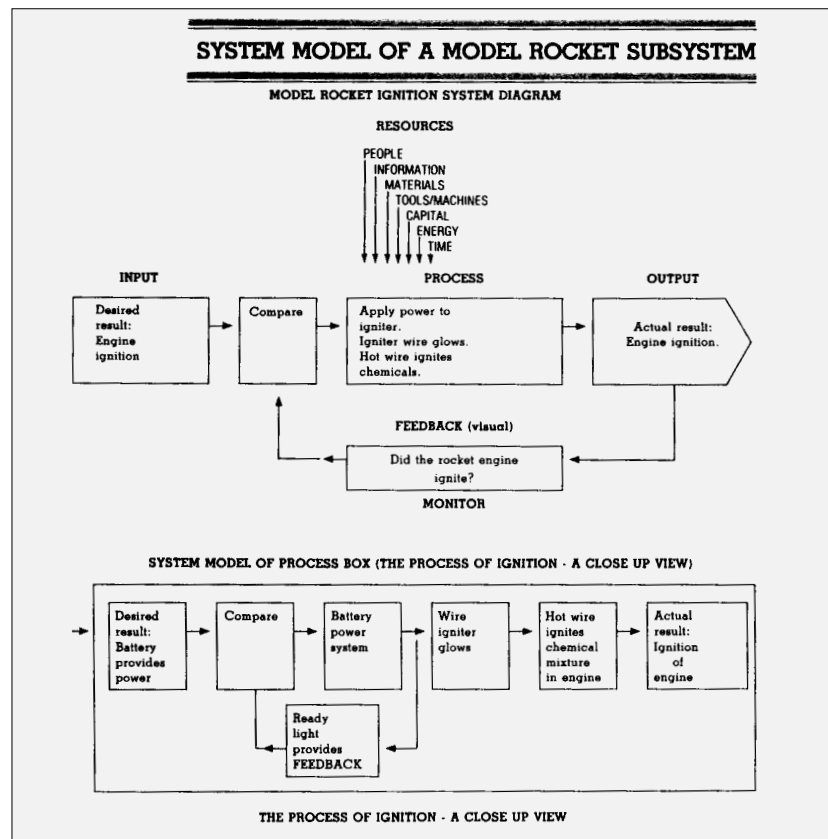 SYSTEM MODEL OF A MODEL ROCKET SUBSYSTEM
MODEL ROCKET IGNITION SYSTEM DIAGRAM
RESOURCES
PEOPLE
INFORMATION
MATERIALS
TOOLS/MACHINES
CAPITAL
ENERGY
TIME
INPUT
PROCESS
OUTPUT
Desired
result:
Engine
ignition
Compare
Apply power to
igniter.
Igniter wire glows.
Hot wire ignites
chemicals.
Actual result:
Engine ignition.
FEEDBACK (visual)
Did the rocket engine
ignite?
MONITOR
SYSTEM MODEL OF PROCESS BOX (THE PROCESS OF IGNITION - A CLOSE UP VIEW)
Desired
result:
Battery
provides
power
Compare
Battery
power
system
Wire
igniter
glows
Hot wire
ignites
chemical
mixture
in engine
Actual
result:
Ignition
of
engine
Ready
light
provides
FEEDBACK
THE PROCESS OF IGNITION - A CLOSE UP VIEW